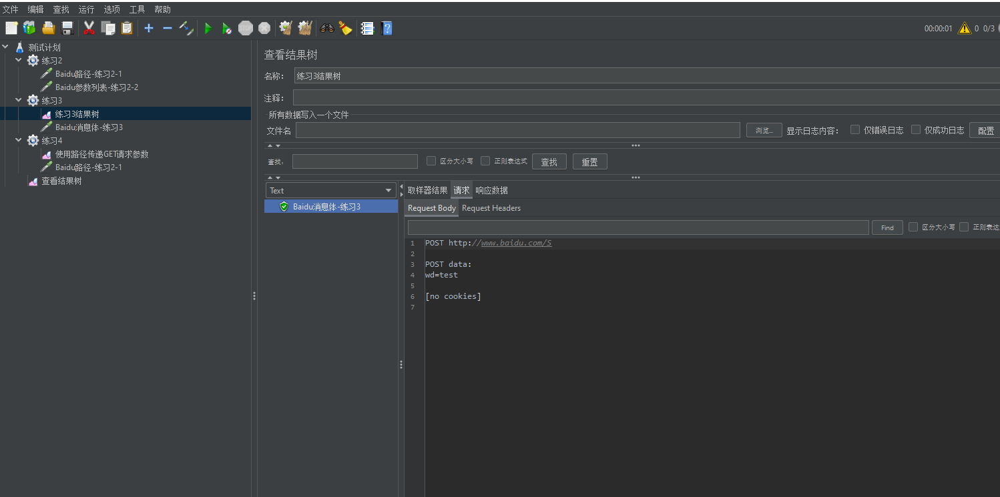 文件 编辑 查找 运行 选项 工具 帮助
00:00:01 0 0/3
测试计划
练习2
Baidu路径-练习2-1
Baidu参数列表-练习2-2
练习3
练习3结果树
Baidu消息体-练习3
练习4
使用路径传递GET请求参数
Baidu路径-练习2-1
查看结果树
查看结果树
名称： 练习3结果树
注释：
所有数据写入一个文件
文件名 浏览... 显示日志内容： 仅错误日志 仅成功日志 配置
查找: 区分大小写 正则表达式 查找 重置
Text
Baidu消息体-练习3
取样器结果 请求 响应数据
Request Body Request Headers
Find 区分大小写 正则表达
1 POST http://www.baidu.com/S
2
3 POST data:
4 wd=test
5
6 [no cookies]
7